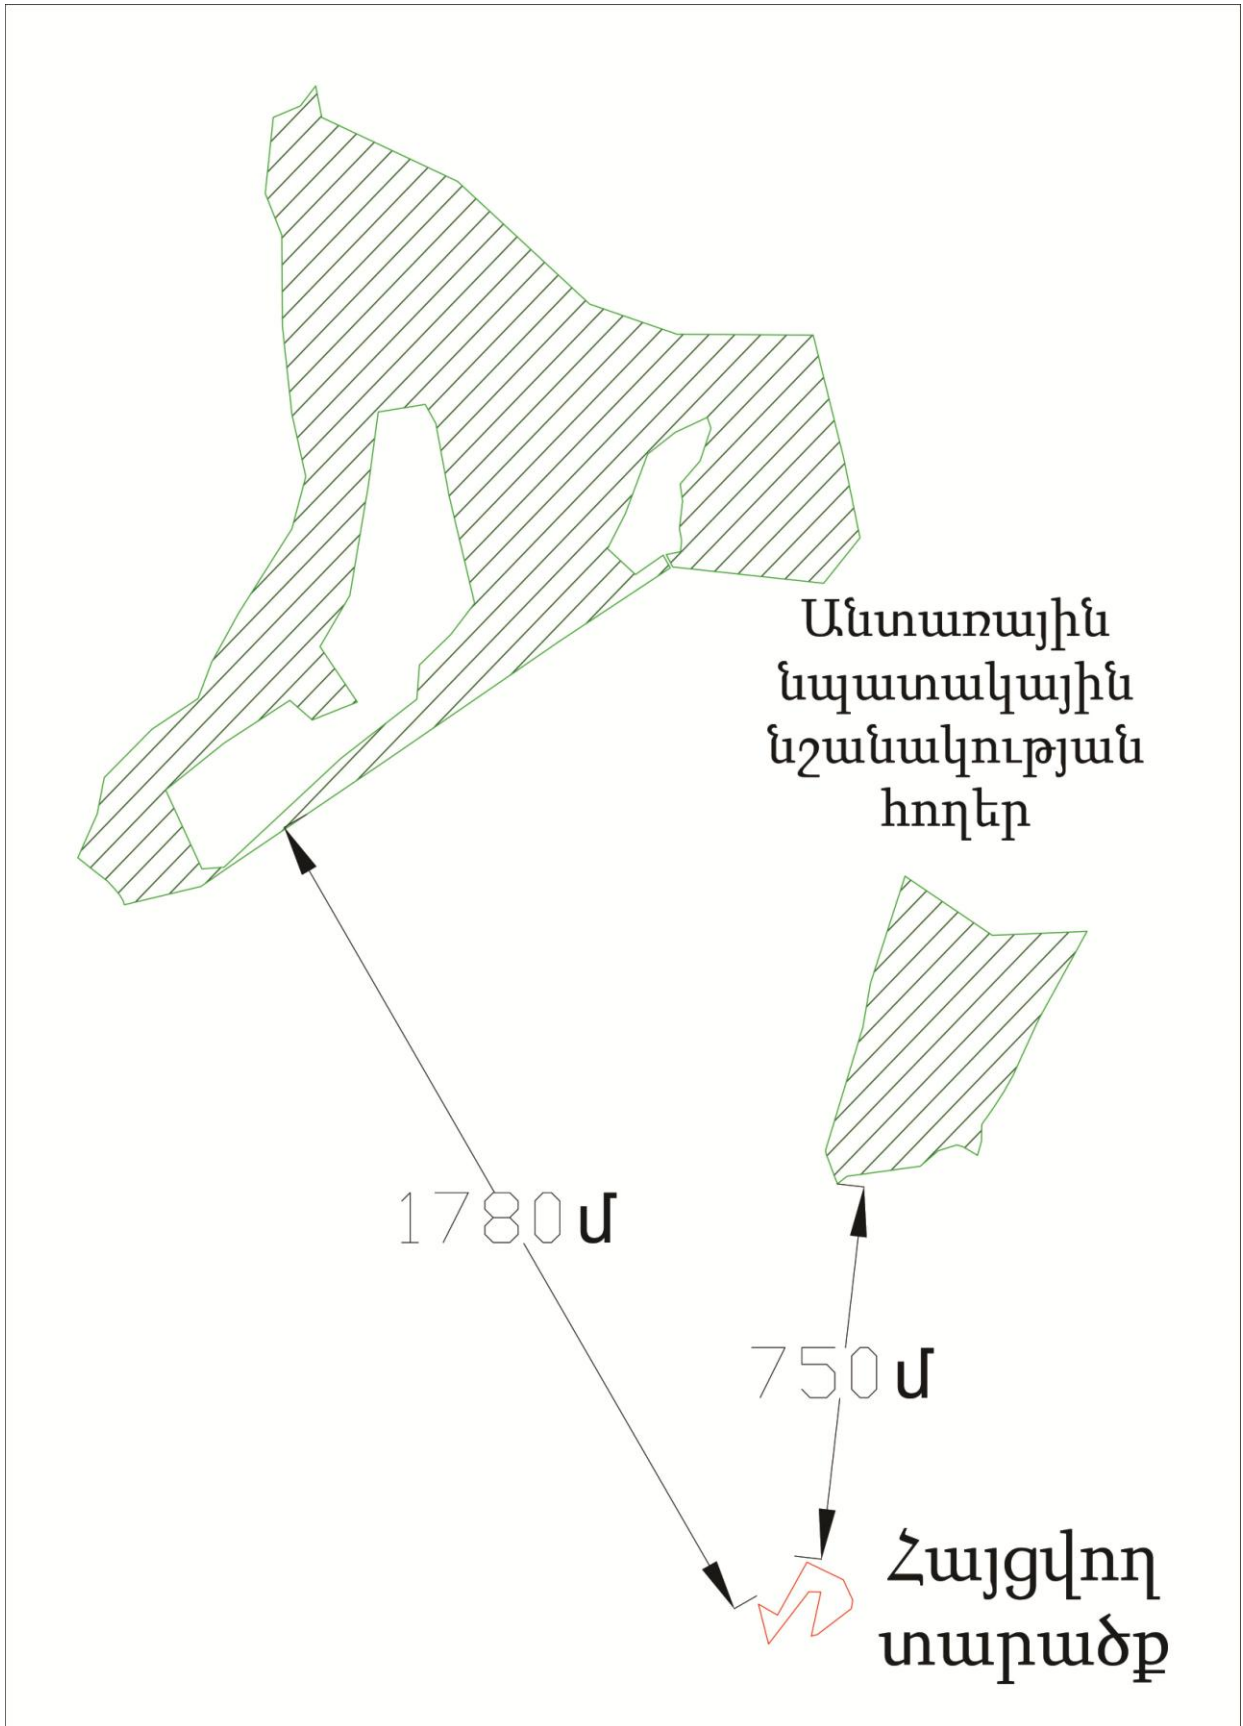 Անտառային
նպատակային
նշանակության
հողեր
1780 մ
750 մ
Հայցվող
տարածք